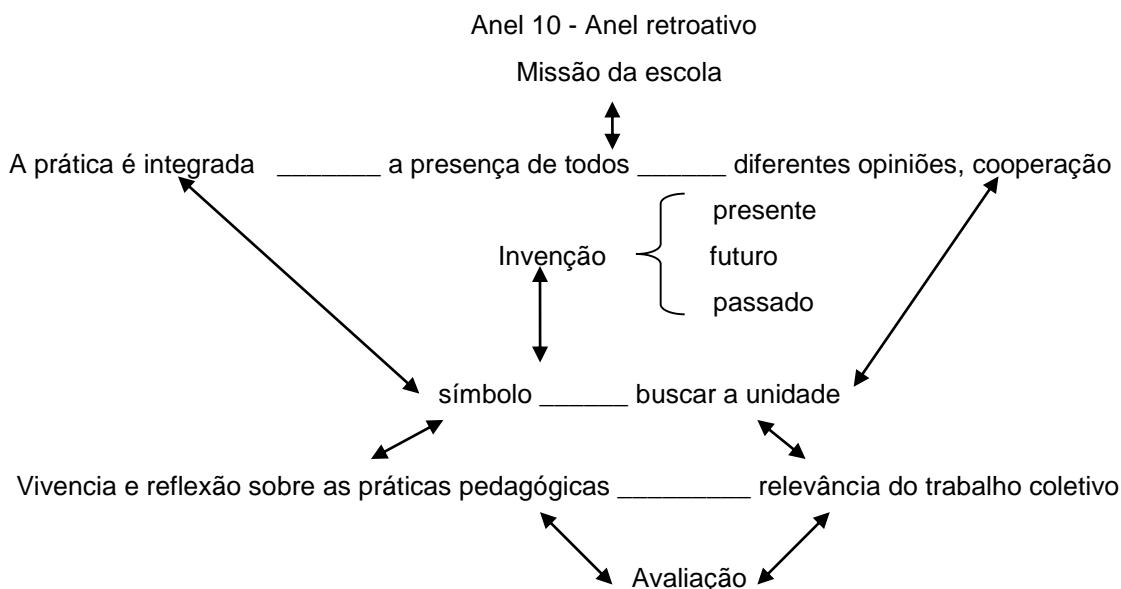 Anel 10 - Anel retroativo
Missão da escola
A prática é integrada _______ a presença de todos ______ diferentes opiniões, cooperação
presente
Invenção futuro
passado
símbolo ______ buscar a unidade
Vivencia e reflexão sobre as práticas pedagógicas _________ relevância do trabalho coletivo
Avaliação